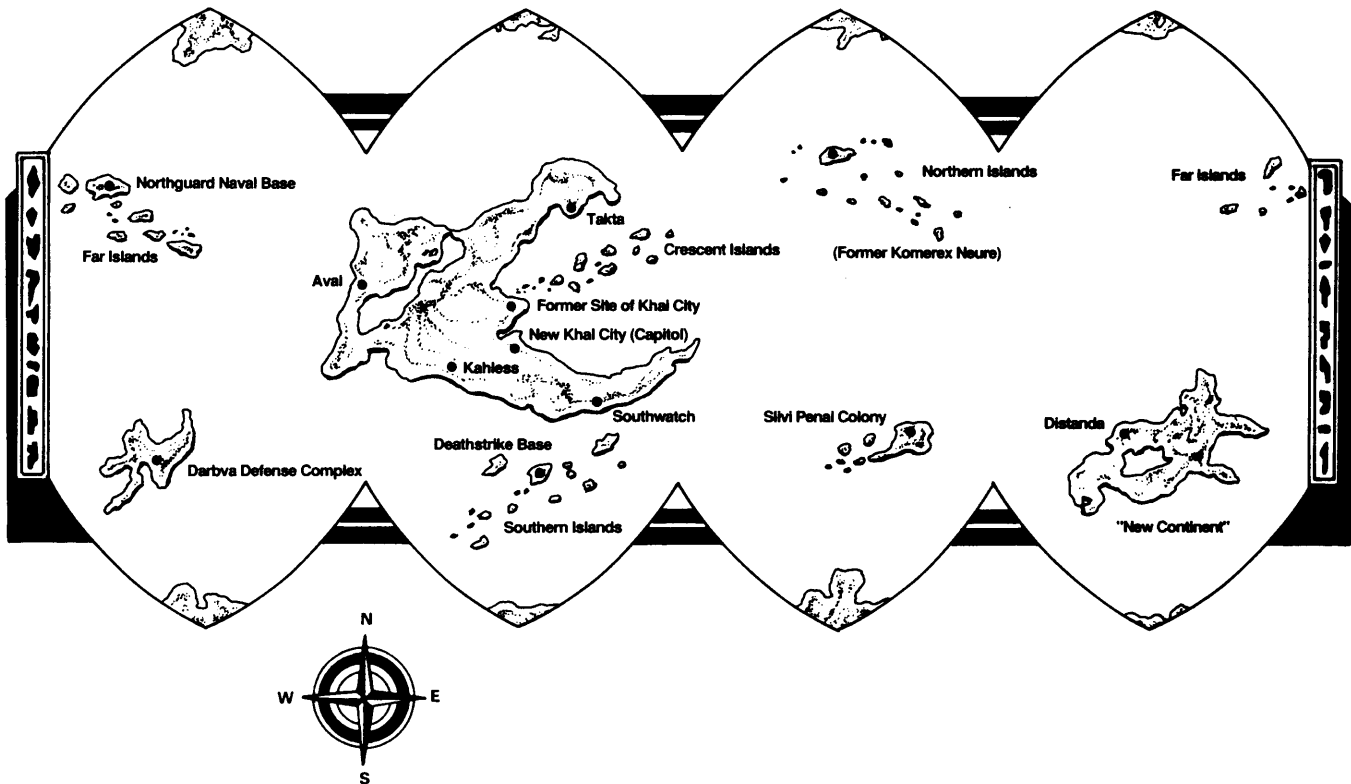 Northguard Naval Base
Far Islands
Takta
Crescent Islands
Northern Islands
(Former Komerex Neure)
Far Islands
Aval
Former Site of Khal City
New Khal City (Capitol)
Kahless
Southwatch
Deathstrike Base
Southern Islands
Darbva Defense Complex
Silvi Penal Colony
Distanda
"New Continent"
N
W
E
S